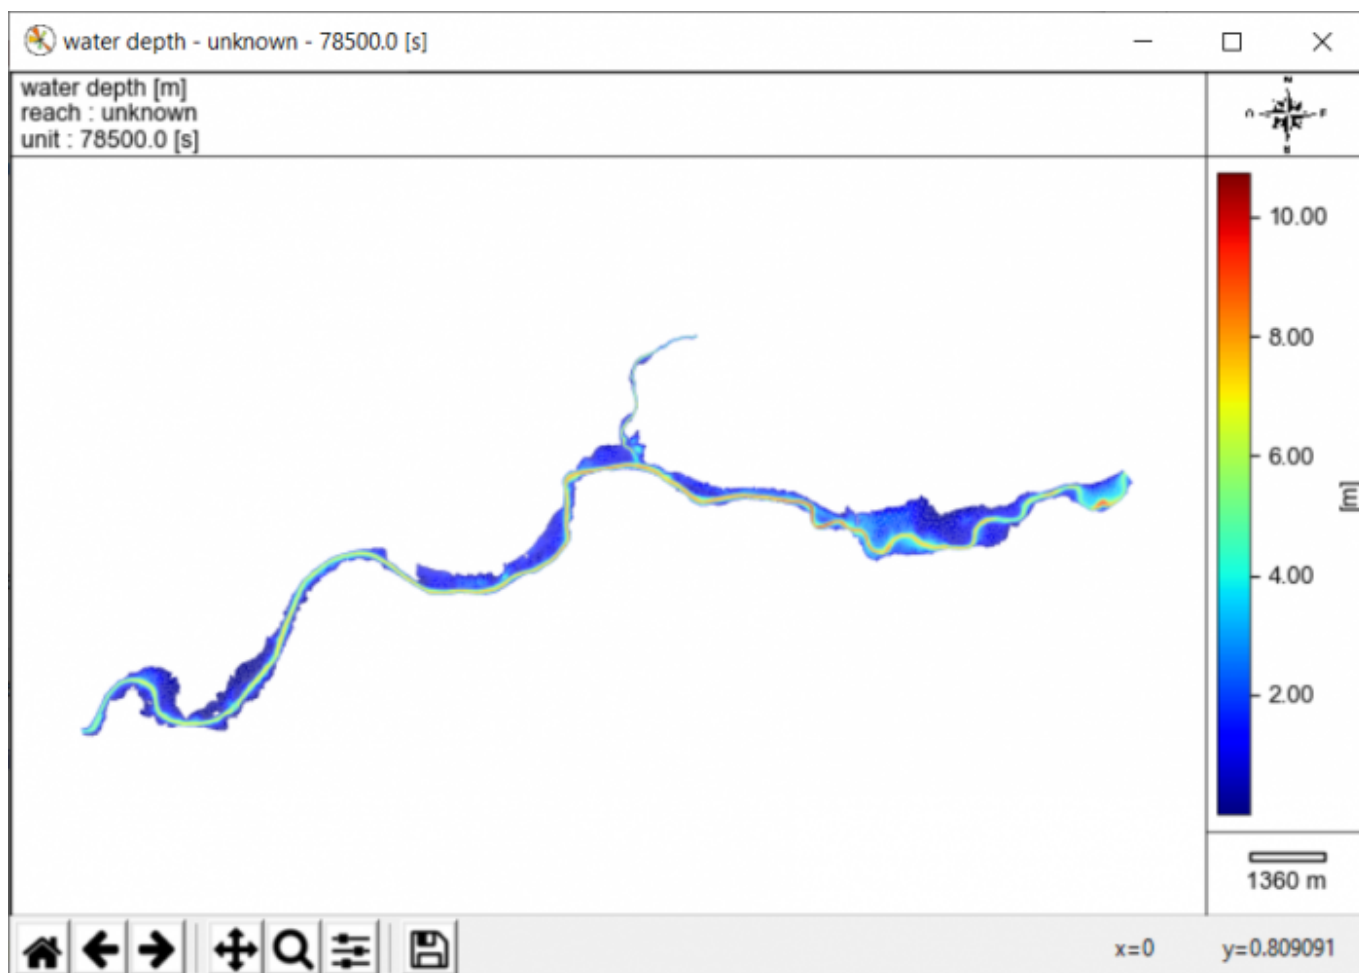 water depth - unknown - 78500.0 [s]
water depth [m]
reach : unknown
unit : 78500.0 [s]
10.00
8.00
6.00
[m]
4.00
2.00
1360 m
x=0 y=0.809091